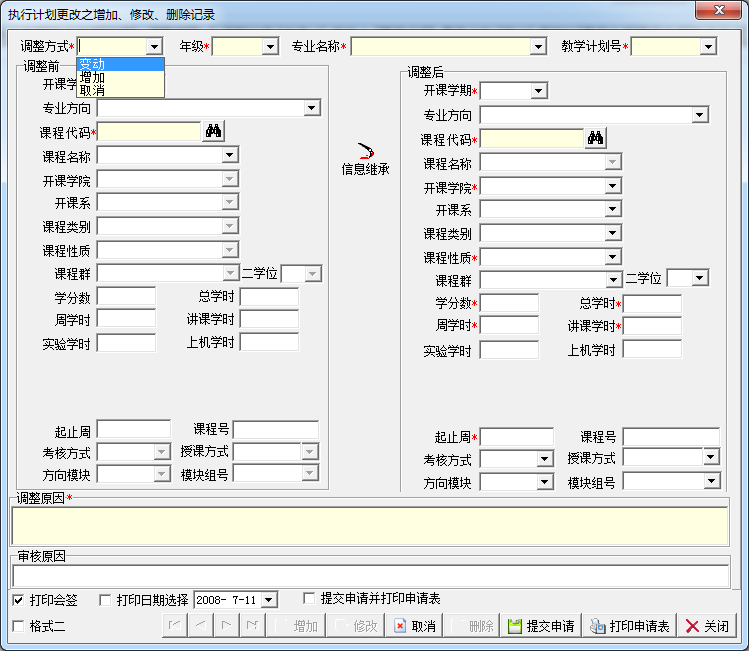 执行计划更改之增加、修改、删除记录
调整方式* 年级* 专业名称* 教学计划号*
变动
增加
取消
调整前
开课学
专业方向
课程代码*
课程名称
开课学院
开课系
课程类别
课程性质
课程群 二学位
学分数 总学时
周学时 讲课学时
实验学时 上机学时
起止周 课程号
考核方式 授课方式
方向模块 模块组号
信息继承
调整后
开课学期*
专业方向
课程代码*
课程名称
开课学院*
开课系
课程类别
课程性质*
课程群 二学位
学分数* 总学时*
周学时* 讲课学时*
实验学时 上机学时
起止周* 课程号
考核方式 授课方式
方向模块 模块组号
调整原因*
审核原因
打印会签 打印日期选择 2008- 7-11 提交申请并打印申请表
格式二 增加 修改 取消 删除 提交申请 打印申请表 关闭